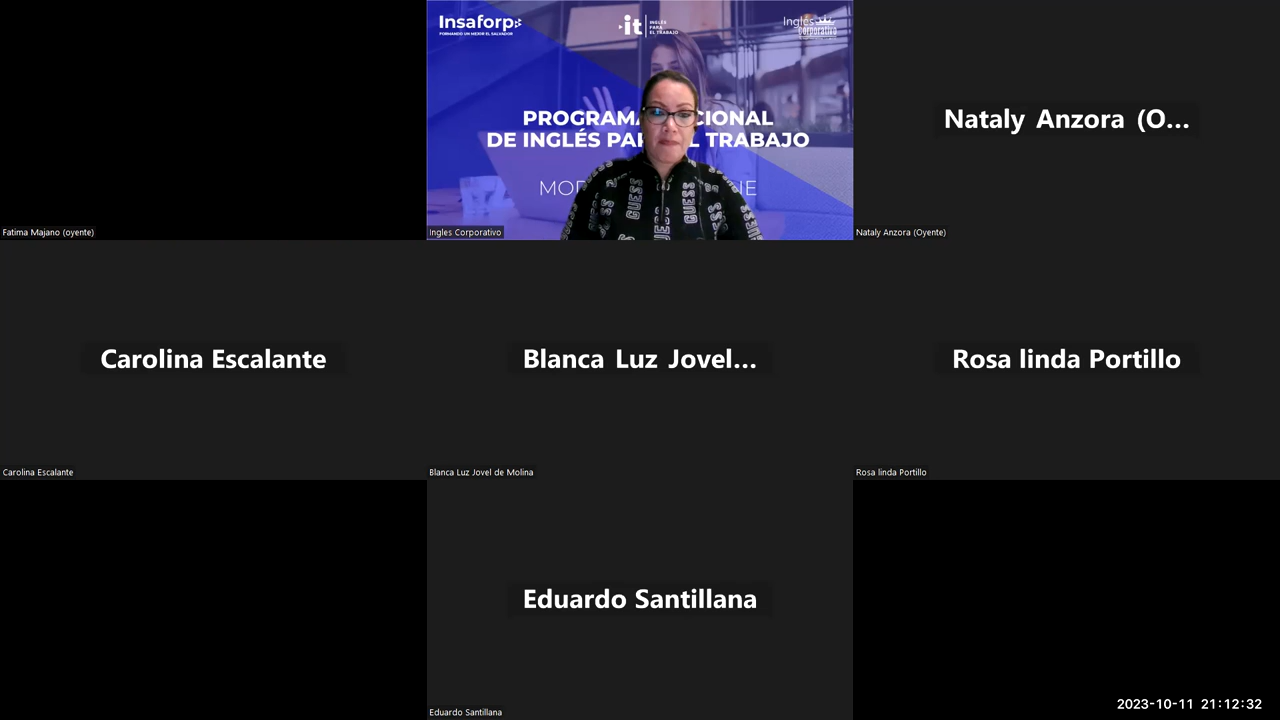 Insaforp
FORMANDO UN MEJOR EL SALVADOR
it
INGLÉS
PARA
EL TRABAJO
Inglés
Corporativo
PROGRAMA
CIONAL
DE INGLÉS PA
L TRABAJO
MOD
NE
GUESS
GUESS
Fatima Majano (oyente)
Ingles Corporativo
Nataly Anzora (O...
Nataly Anzora (Oyente)
Carolina Escalante
Carolina Escalante
Blanca Luz Jovel...
Blanca Luz Jovel de Molina
Rosa linda Portillo
Rosa linda Portillo
Eduardo Santillana
Eduardo Santillana
2023-10-11 21:12:32